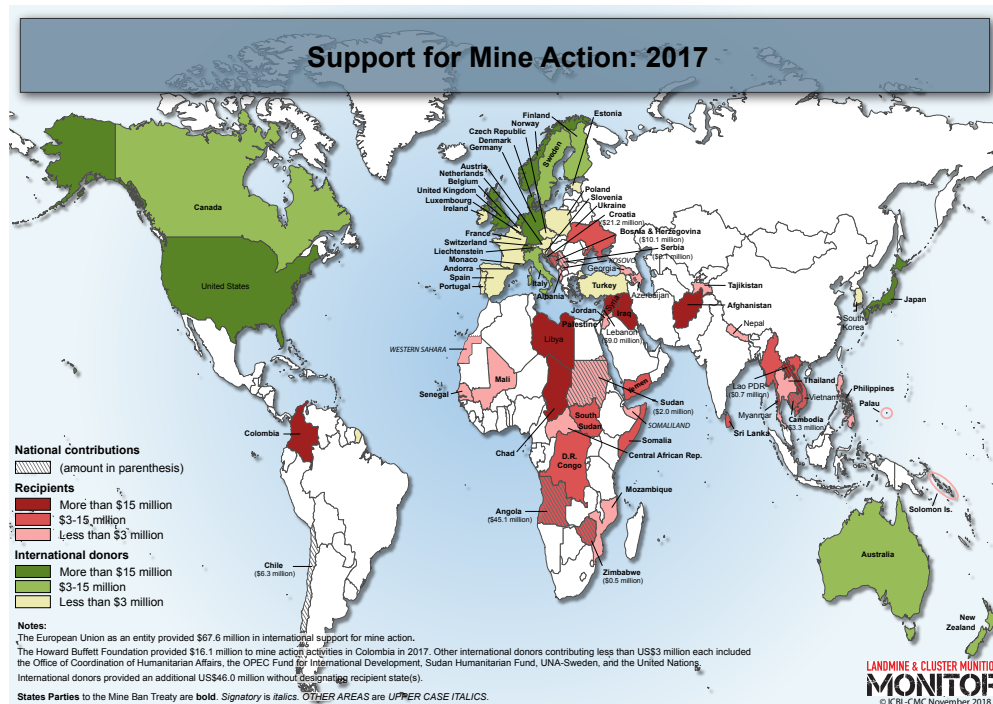 Support for Mine Action: 2017
Finland
Norway
Czech Republic
Denmark
Germany
Estonia
Sweden
Austria
Netherlands
Belgium
United Kingdom
Luxembourg
Ireland
France
Switzerland
Liechtenstein
Monaco
Andorra
Spain
Portugal
Poland
Slovenia
Ukraine
Croatia
($21.2 million)
Bosnia & Herzegovina
($10.1 million)
Serbia
($0.1 million)
KOSOVO
Georgia
Turkey
Italy
Albania
Azerbaijan
Jordan
Palestine
Syria
Iraq
Lebanon
($9.0 million)
Tajikistan
Afghanistan
Nepal
Japan
South
Korea
Canada
United States
WESTERN SAHARA
Libya
Mali
Senegal
Yemen
Sudan
($2.0 million)
South
Sudan
SOMALILAND
Somalia
Central African Rep.
Chad
D.R.
Congo
Mozambique
Angola
($45.1 million)
Zimbabwe
($0.5 million)
Lao PDR
($0.7 million)
Thailand
Vietnam
Philippines
Palau
Myanmar
Cambodia
($3.3 million)
Sri Lanka
Solomon Is.
Australia
New
Zealand
Colombia
Chile
($6.3 million)
National contributions
(amount in parenthesis)
Recipients
More than $15 million
$3-15 million
Less than $3 million
International donors
More than $15 million
$3-15 million
Less than $3 million
Notes:
The European Union as an entity provided $67.6 million in international support for mine action.
The Howard Buffett Foundation provided $16.1 million to mine action activities in Colombia in 2017. Other international donors contributing less than US$3 million each included
the Office of Coordination of Humanitarian Affairs, the OPEC Fund for International Development, Sudan Humanitarian Fund, UNA-Sweden, and the United Nations.
International donors provided an additional US$46.0 million without designating recipient state(s).
States Parties to the Mine Ban Treaty are bold. Signatory is italics. OTHER AREAS are UPPER CASE ITALICS.
LANDMINE & CLUSTER MUNITIO
MONITOR
© ICBL-CMC November 2018